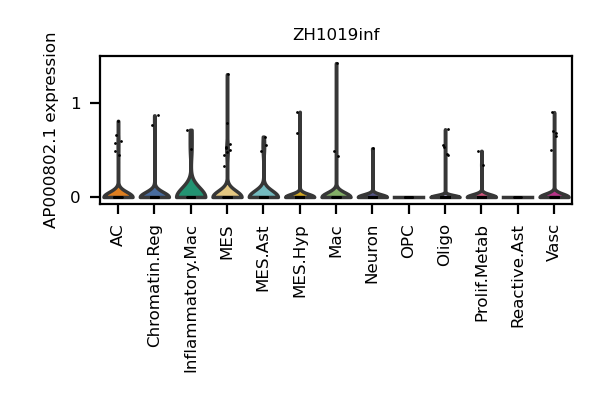 ZH1019inf
AP000802.1 expression
1
0
AC
Chromatin.Reg
Inflammatory.Mac
MES
MES.Ast
MES.Hyp
Mac
Neuron
OPC
Oligo
Prolif.Metab
Reactive.Ast
Vasc